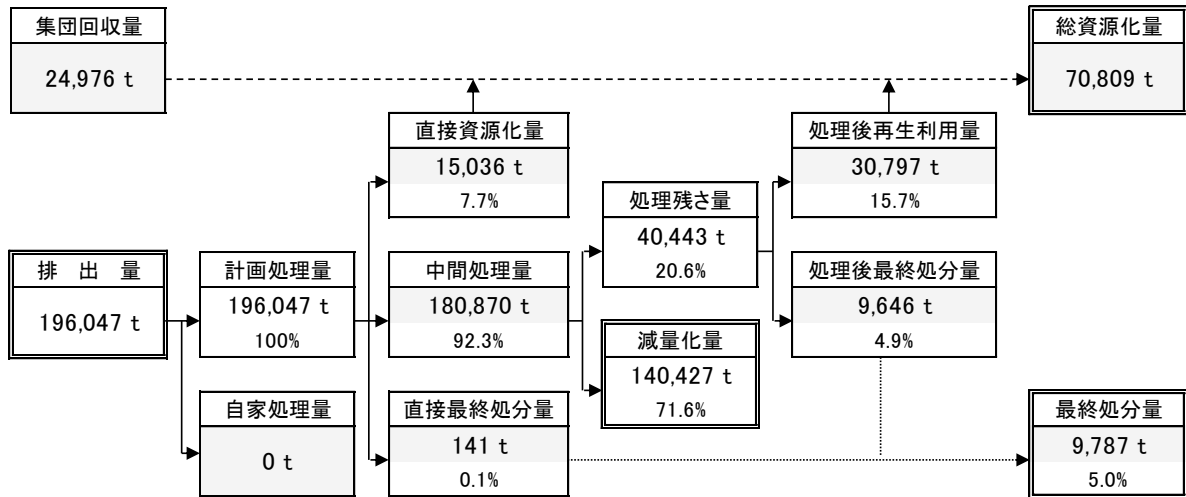 集団回収量
24,976 t
総資源化量
70,809 t
直接資源化量
15,036 t
7.7%
処理後再生利用量
30,797 t
15.7%
処理残さ量
40,443 t
20.6%
排 出 量
196,047 t
計画処理量
196,047 t
100%
中間処理量
180,870 t
92.3%
処理後最終処分量
9,646 t
4.9%
減量化量
140,427 t
71.6%
自家処理量
0 t
直接最終処分量
141 t
0.1%
最終処分量
9,787 t
5.0%